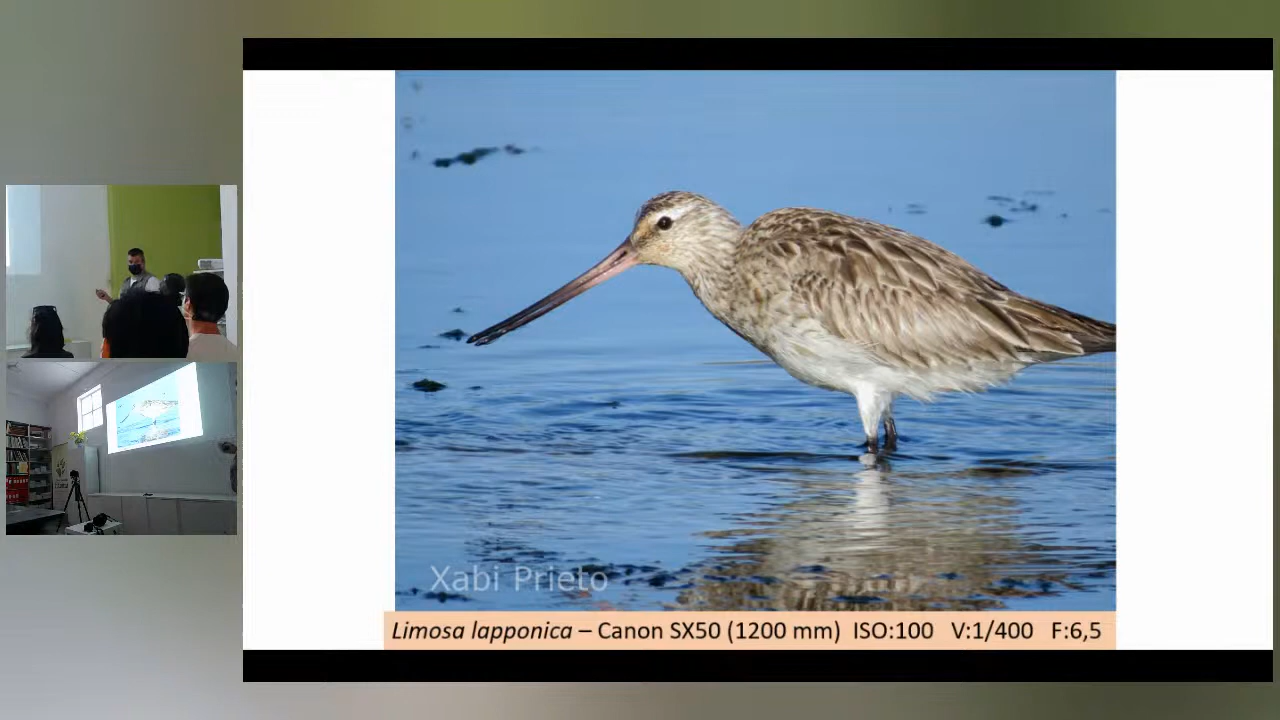 Xabi Prieto
Limosa lapponica – Canon SX50 (1200 mm) ISO:100 V:1/400 F:6,5